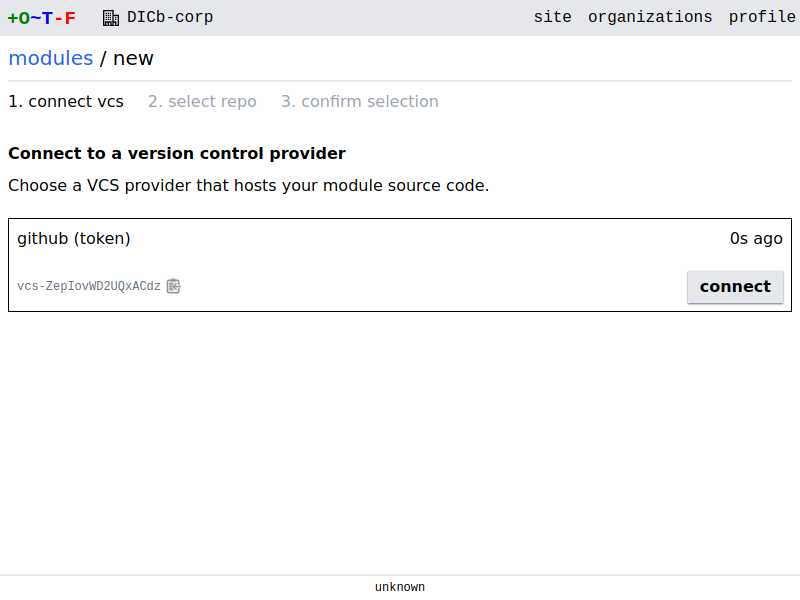 +O~T-F DICb-corp site organizations profile
modules / new
1. connect vcs 2. select repo 3. confirm selection
Connect to a version control provider
Choose a VCS provider that hosts your module source code.
github (token) 0s ago
vcs-ZepIovWD2UQxACdz connect
unknown